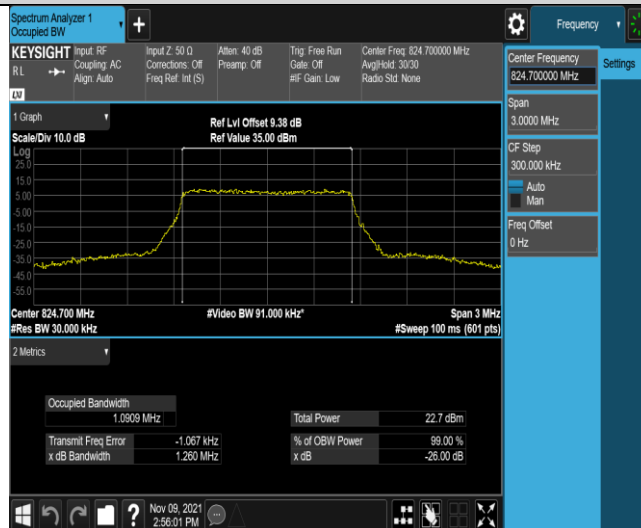 Spectrum Analyzer 1
Occupied BW
Frequency
KEYSIGHT
RL
Input: RF
Coupling: AC
Align: Auto
Input Z: 50 Ω
Corrections: Off
Freq Ref: Int (S)
Atten: 40 dB
Preamp: Off
Trig: Free Run
Gate: Off
#IF Gain: Low
Center Freq: 824.700000 MHz
Avg|Hold: 30/30
Radio Std: None
LXI
Center Frequency
824.700000 MHz
Settings
Span
3.0000 MHz
CF Step
300.000 kHz
Auto
Man
Freq Offset
0 Hz
1 Graph
Scale/Div 10.0 dB
Ref Lvl Offset 9.38 dB
Ref Value 35.00 dBm
Log
25.0
15.0
5.00
-5.00
-15.0
-25.0
-35.0
-45.0
-55.0
Center 824.700 MHz
#Res BW 30.000 kHz
#Video BW 91.000 kHz*
Span 3 MHz
#Sweep 100 ms (601 pts)
2 Metrics
Occupied Bandwidth
1.0909 MHz
Total Power 22.7 dBm
Transmit Freq Error -1.067 kHz
% of OBW Power 99.00 %
x dB Bandwidth 1.260 MHz
x dB -26.00 dB
?
Nov 09, 2021
2:56:01 PM